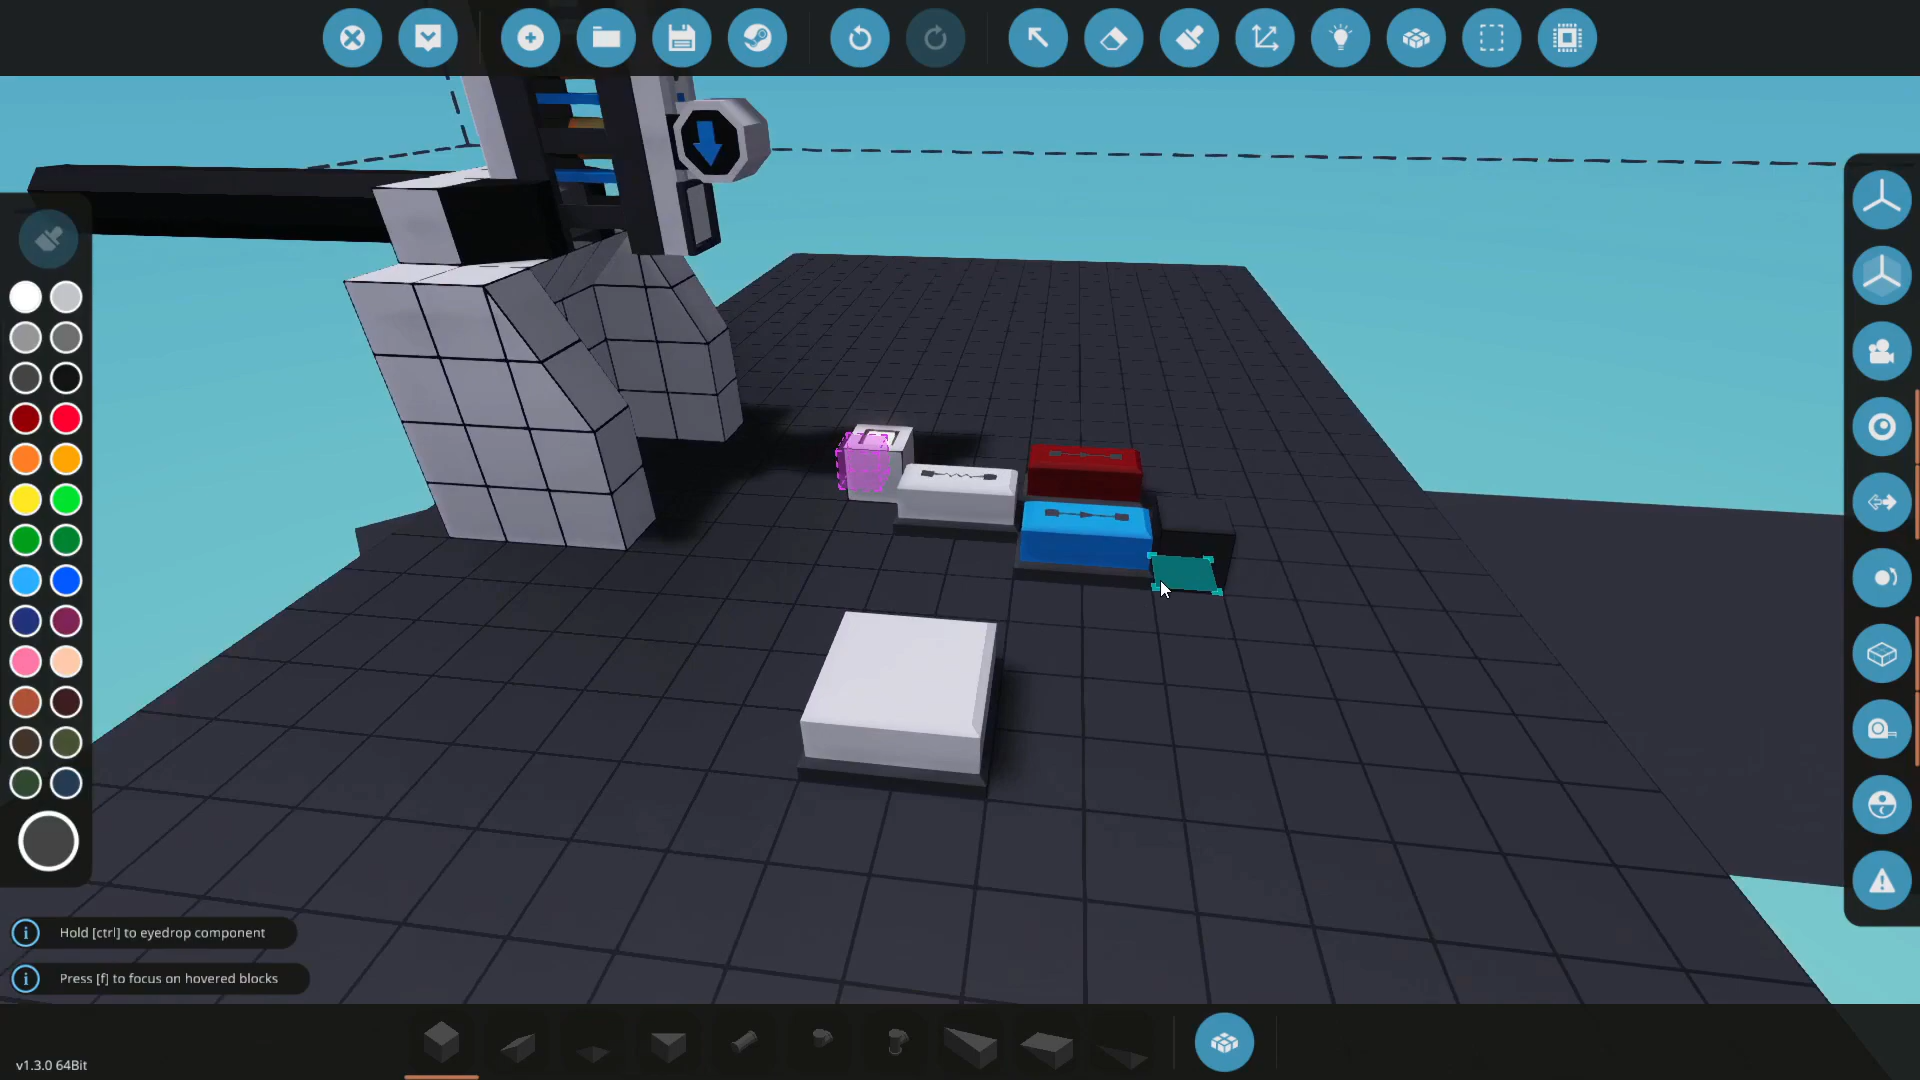 Hold [ctrl] to eyedrop component
Press [f] to focus on hovered blocks
v1.3.0 64Bit